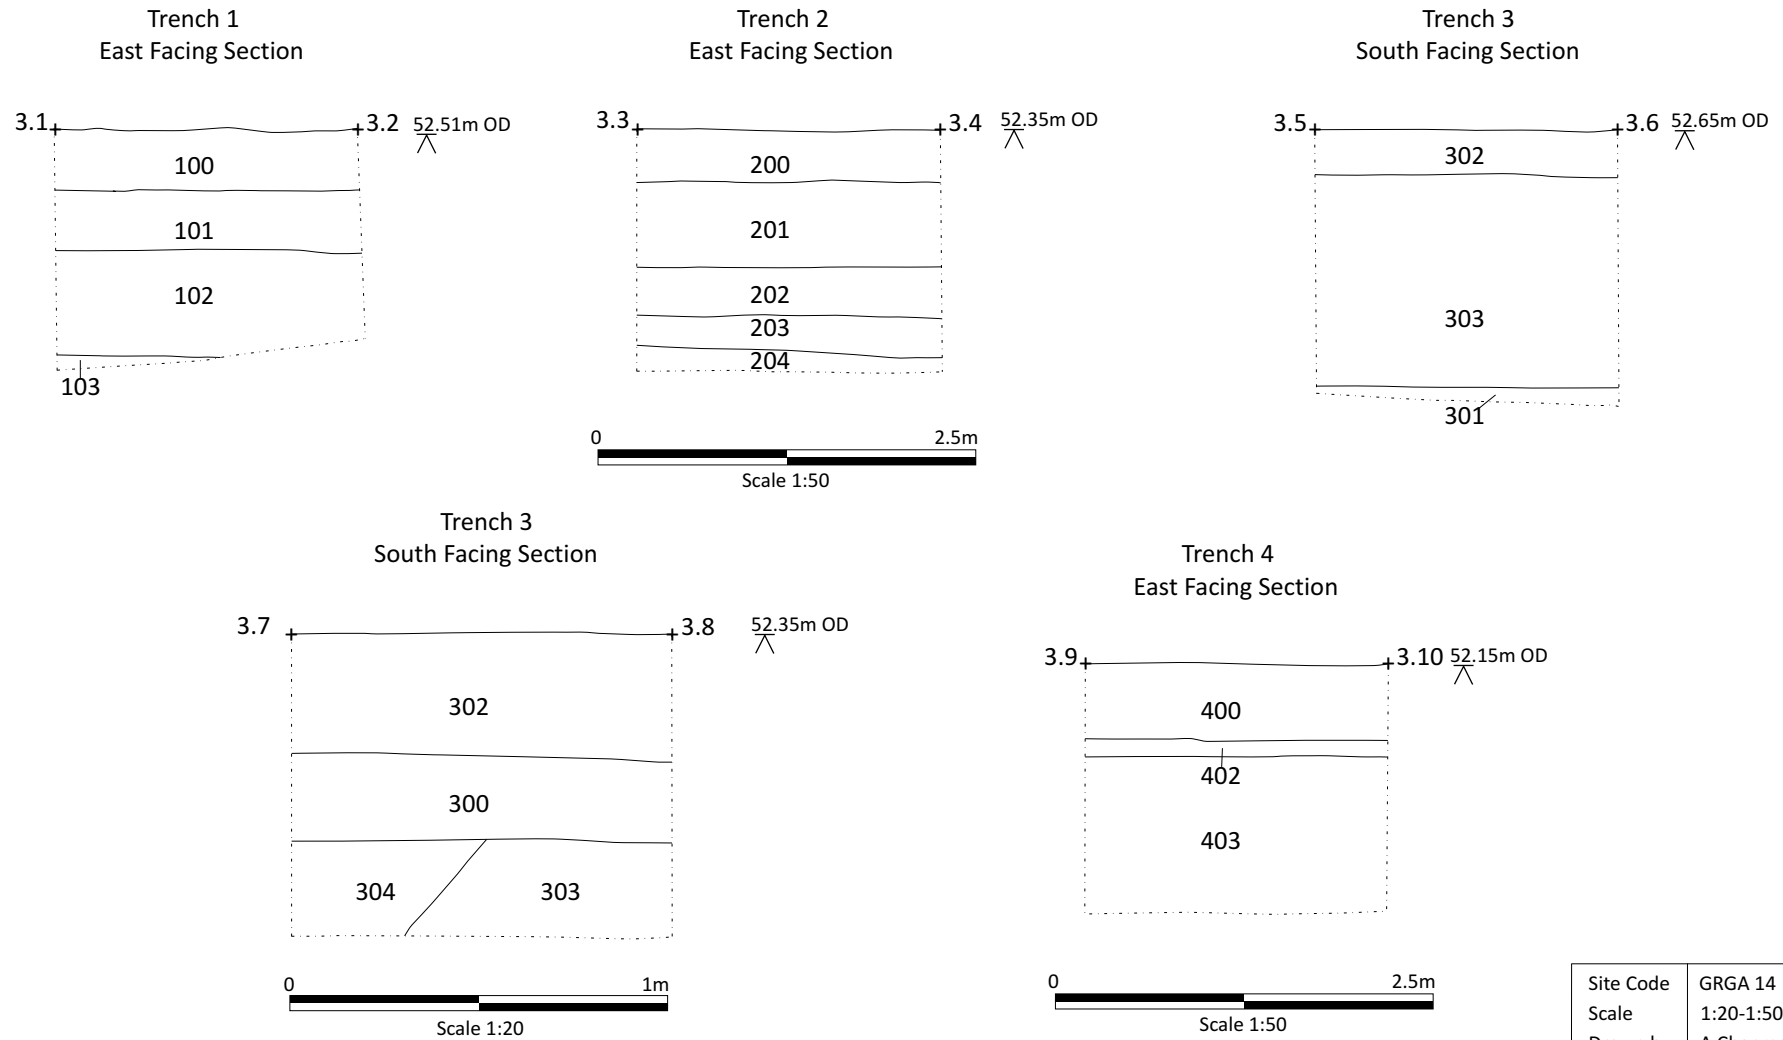 Trench 1
East Facing Section
3.1
3.2
52.51m OD
100
101
102
103
Trench 2
East Facing Section
3.3
3.4
52.35m OD
200
201
202
203
204
0
2.5m
Scale 1:50
Trench 3
South Facing Section
3.5
3.6
52.65m OD
302
303
301
Trench 3
South Facing Section
3.7
3.8
52.35m OD
302
300
304
303
0
1m
Scale 1:20
Trench 4
East Facing Section
3.9
3.10
52.15m OD
400
402
403
0
2.5m
Scale 1:50
Site Code GRGA 14
Scale 1:20-1:50